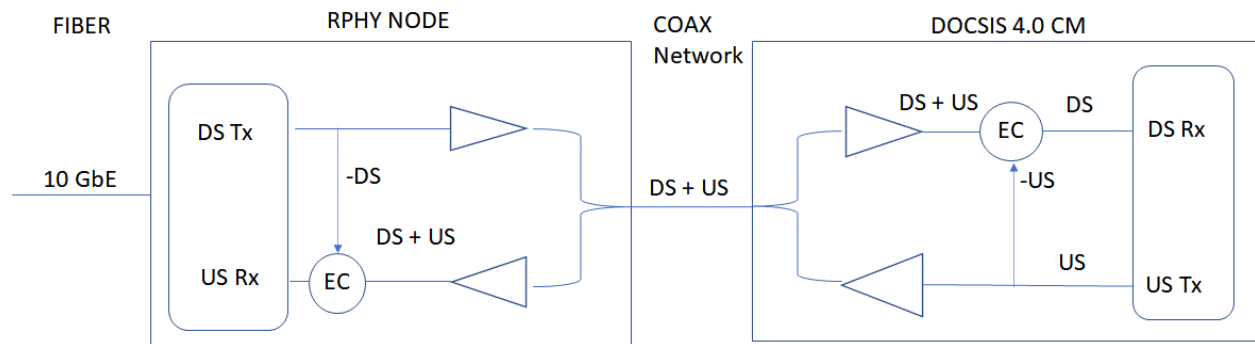 FIBER
RPHY NODE
COAX
Network
DOCSIS 4.0 CM
DS Tx
-DS
DS + US
US Rx
EC
10 GbE
DS + US
DS + US
EC
DS
DS Rx
-US
US
US Tx